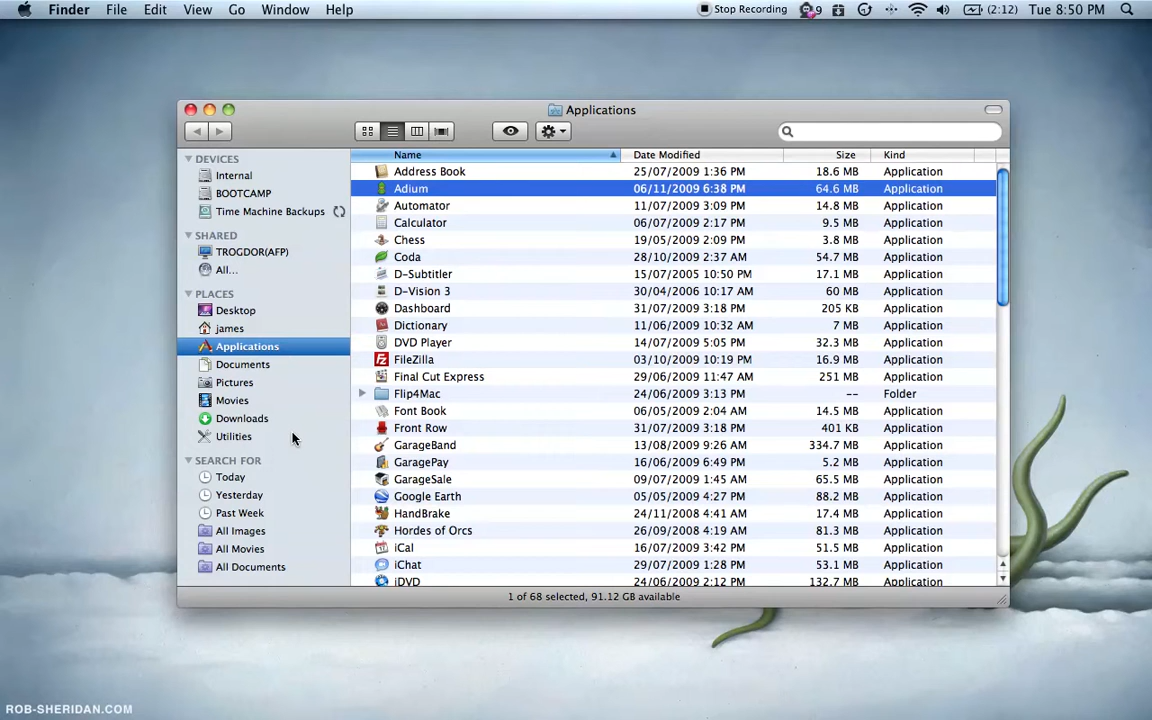 Finder File Edit View Go Window Help Stop Recording 9 (2:12) Tue 8:50 PM
Applications
DEVICES
Internal
BOOTCAMP
Time Machine Backups
SHARED
TROGDOR(AFP)
All...
PLACES
Desktop
james
Applications
Documents
Pictures
Movies
Downloads
Utilities
SEARCH FOR
Today
Yesterday
Past Week
All Images
All Movies
All Documents
Name Date Modified Size Kind
Address Book 25/07/2009 1:36 PM 18.6 MB Application
Adium 06/11/2009 6:38 PM 64.6 MB Application
Automator 11/07/2009 3:09 PM 14.8 MB Application
Calculator 06/07/2009 2:17 PM 9.5 MB Application
Chess 19/05/2009 2:09 PM 3.8 MB Application
Coda 28/10/2009 2:37 AM 54.7 MB Application
D-Subtitler 15/07/2005 10:50 PM 17.1 MB Application
D-Vision 3 30/04/2006 10:17 AM 60 MB Application
Dashboard 31/07/2009 3:18 PM 205 KB Application
Dictionary 11/06/2009 10:32 AM 7 MB Application
DVD Player 14/07/2009 5:05 PM 32.3 MB Application
FileZilla 03/10/2009 10:19 PM 16.9 MB Application
Final Cut Express 29/06/2009 11:47 AM 251 MB Application
Flip4Mac 24/06/2009 3:13 PM -- Folder
Font Book 06/05/2009 2:04 AM 14.5 MB Application
Front Row 31/07/2009 3:18 PM 401 KB Application
GarageBand 13/08/2009 9:26 AM 334.7 MB Application
GaragePay 16/06/2009 6:49 PM 5.2 MB Application
GarageSale 09/07/2009 1:45 AM 65.5 MB Application
Google Earth 05/05/2009 4:27 PM 88.2 MB Application
HandBrake 24/11/2008 4:41 AM 17.4 MB Application
Hordes of Orcs 26/09/2008 4:19 AM 81.3 MB Application
iCal 16/07/2009 3:42 PM 51.5 MB Application
iChat 29/07/2009 1:28 PM 53.1 MB Application
iDVD 24/06/2009 2:12 PM 132.7 MB Application
1 of 68 selected, 91.12 GB available
ROB-SHERIDAN.COM